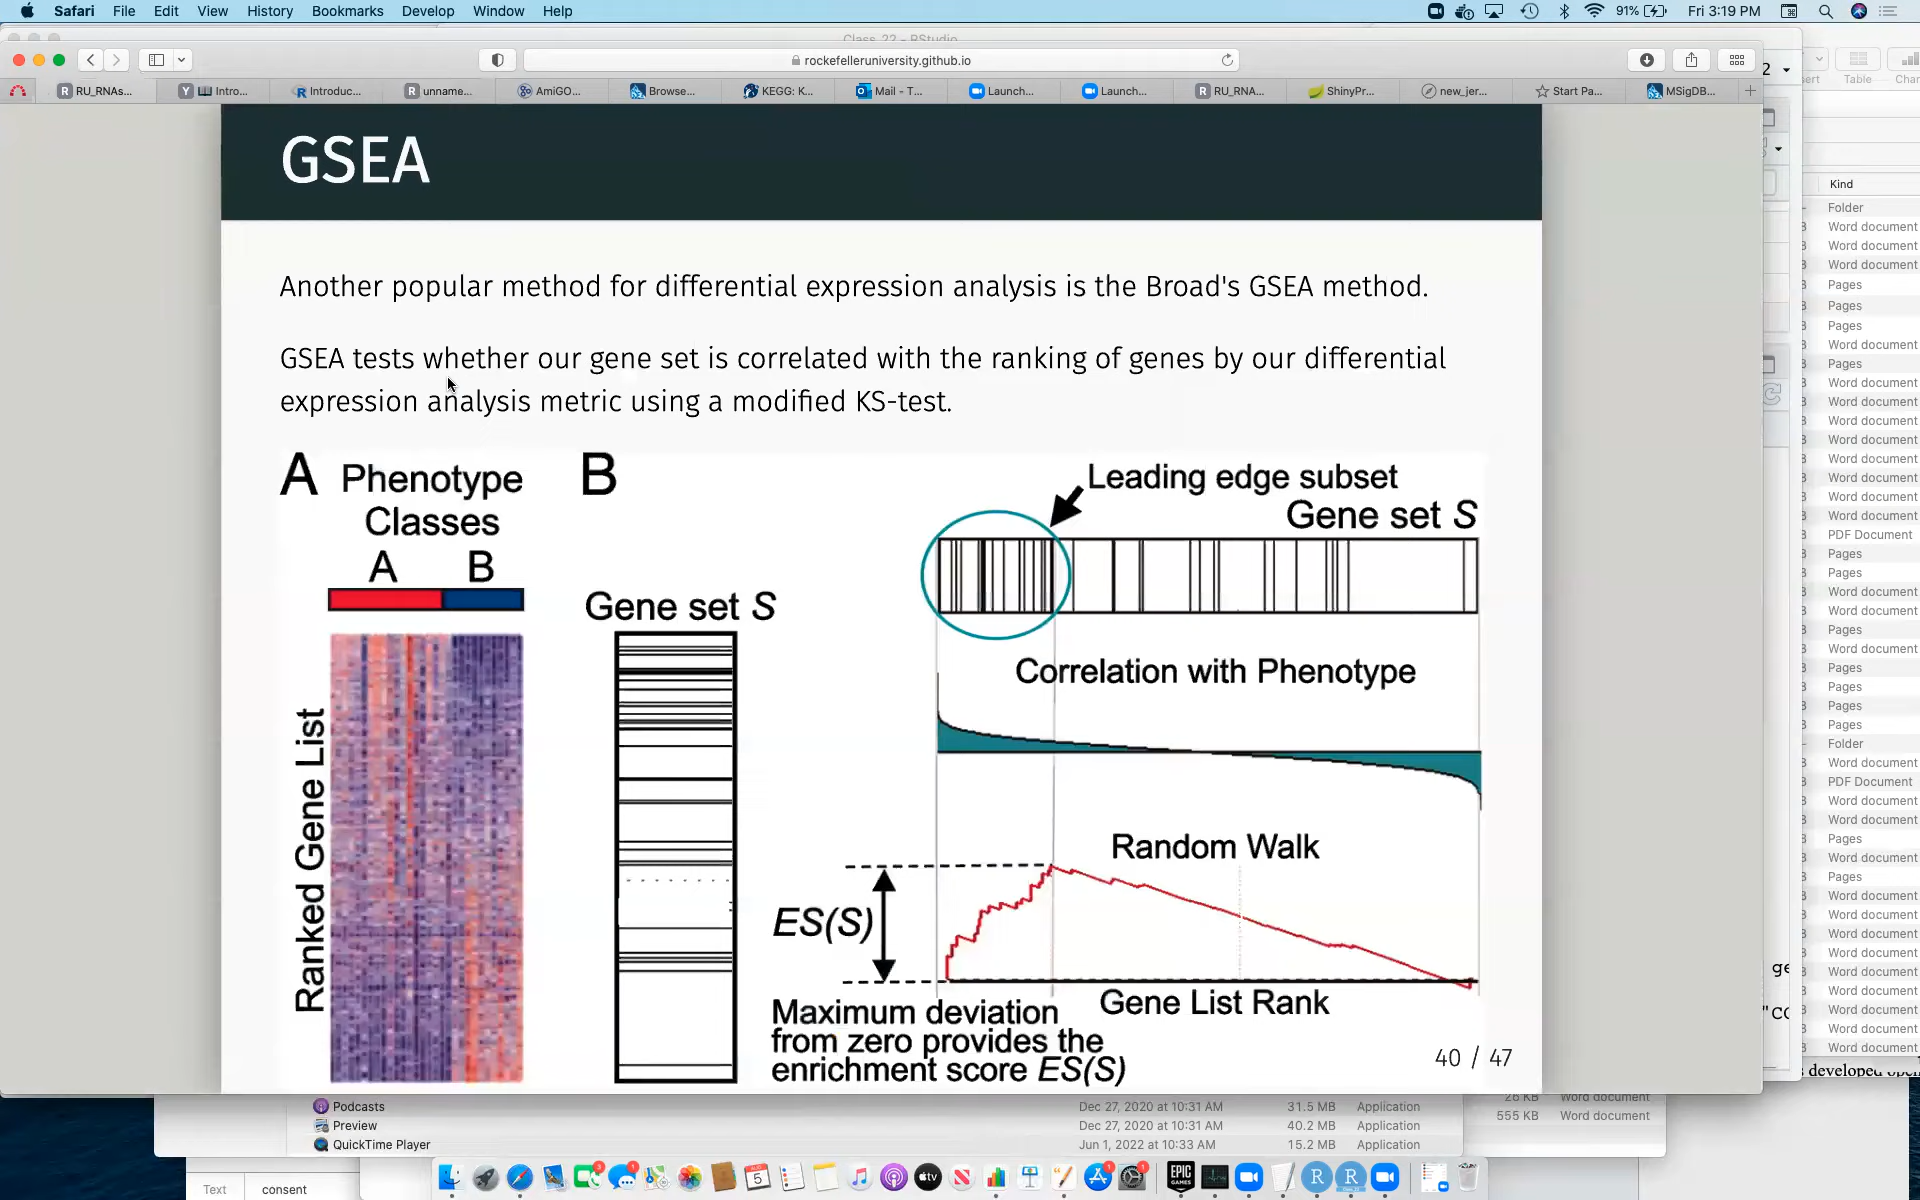 Safari File Edit View History Bookmarks Develop Window Help
91% Fri 3:19 PM
Class 22 - RStudio
rockefelleruniversity.github.io
RU_RNAs... Intro... Introduc... unname... AmiGO... Browse... KEGG: K... Mail – T... Launch... Launch... RU_RNA... ShinyPr... new_jer... Start Pa... MSigDB...
Table
GSEA
Another popular method for differential expression analysis is the Broad's GSEA method.
GSEA tests whether our gene set is correlated with the ranking of genes by our differential
expression analysis metric using a modified KS-test.
A Phenotype
Classes
A B
Ranked Gene List
B
Gene set S
Leading edge subset
Gene set S
Correlation with Phenotype
Random Walk
ES(S)
Gene List Rank
Maximum deviation
from zero provides the
enrichment score ES(S)
40 / 47
Kind
Folder
Word document
Word document
Word document
Pages
Pages
Pages
Word document
Pages
Word document
Word document
Word document
Word document
Word document
Word document
Word document
Word document
PDF Document
Pages
Pages
Word document
Word document
Pages
Word document
Pages
Pages
Pages
Pages
Folder
Word document
PDF Document
Word document
Word document
Pages
Word document
Pages
Word document
Word document
Word document
Word document
Word document
Word document
Word document
Word document
Podcasts Dec 27, 2020 at 10:31 AM 31.5 MB Application
Preview Dec 27, 2020 at 10:31 AM 40.2 MB Application
QuickTime Player Jun 1, 2022 at 10:33 AM 15.2 MB Application
Word document
555 KB Word document
Text consent